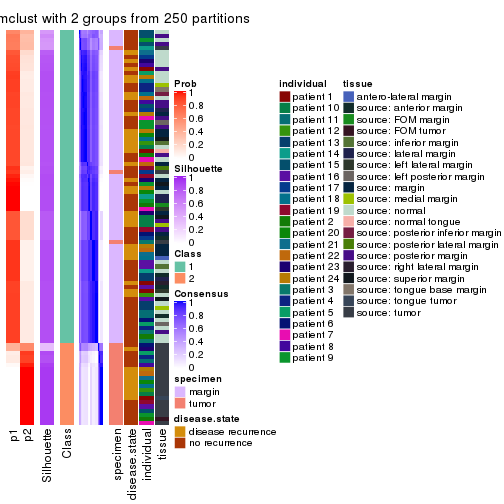 mclust with 2 groups from 250 partitions
Prob
1
0.8
0.6
0.4
0.2
0
Silhouette
1
0.8
0.6
0.4
0.2
0
Class
1
2
Consensus
1
0.8
0.6
0.4
0.2
0
specimen
margin
tumor
disease.state
disease recurrence
no recurrence
individual
patient 1
patient 10
patient 11
patient 12
patient 13
patient 14
patient 15
patient 16
patient 17
patient 18
patient 19
patient 2
patient 20
patient 21
patient 22
patient 23
patient 24
patient 3
patient 4
patient 5
patient 6
patient 7
patient 8
patient 9
tissue
antero-lateral margin
source: anterior margin
source: FOM margin
source: FOM tumor
source: inferior margin
source: lateral margin
source: left lateral margin
source: left posterior margin
source: margin
source: medial margin
source: normal
source: normal tongue
source: posterior inferior margin
source: posterior lateral margin
source: posterior margin
source: right lateral margin
source: superior margin
source: tongue base margin
source: tongue tumor
source: tumor
p1
p2
Silhouette
Class
specimen
disease.state
individual
tissue